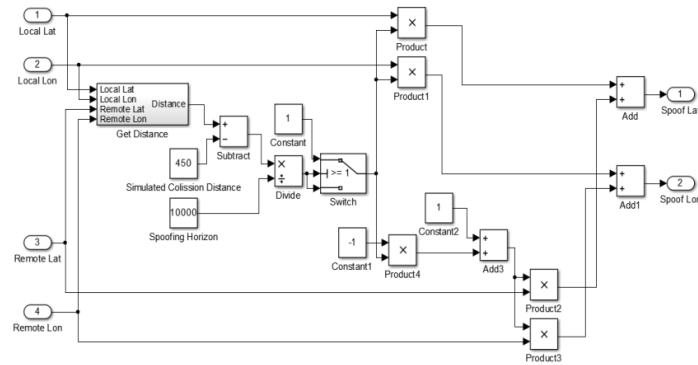 1
Local Lat
×
Product
2
Local Lon
×
Product1
Local Lat
Local Lon
Remote Lat
Remote Lon
Distance
Get Distance
+
−
Subtract
1
Constant
+
+
Add
1
Spoof Lat
450
Simulated Colission Distance
×
÷
Divide
>= 1
Switch
+
+
Add1
2
Spoof Lon
10000
Spoofing Horizon
1
Constant2
3
Remote Lat
-1
Constant1
×
Product4
+
+
Add3
×
Product2
4
Remote Lon
×
Product3